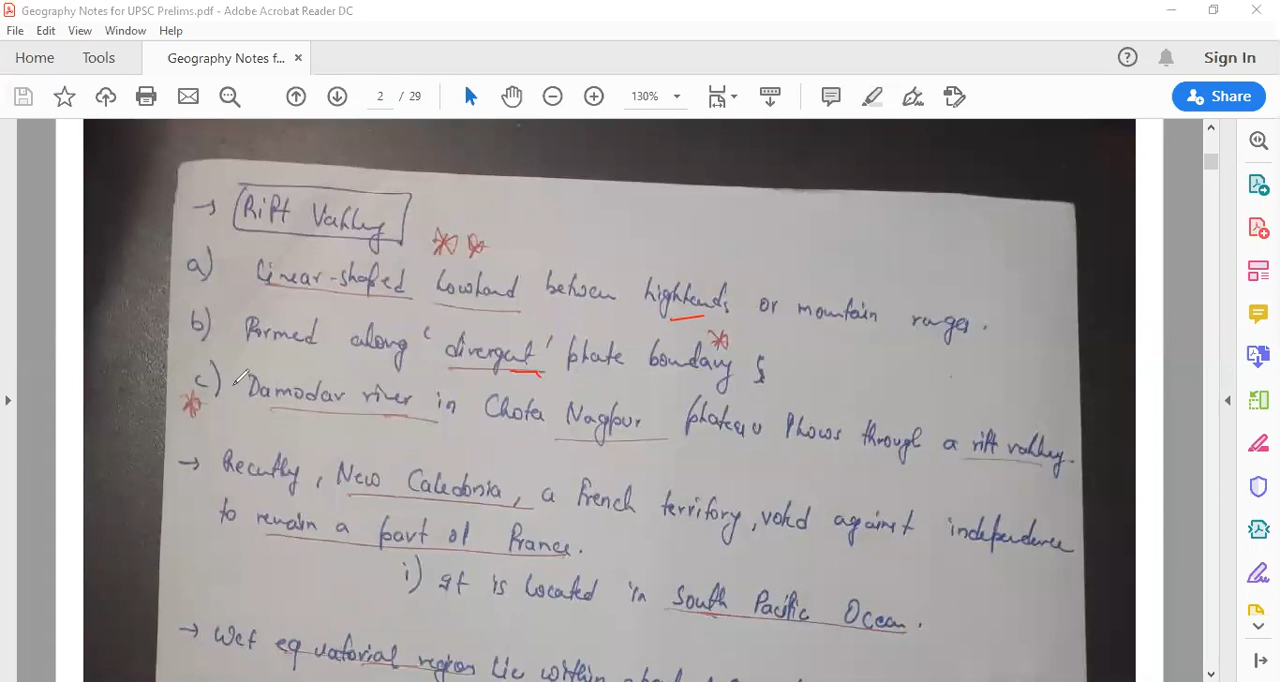 Geography Notes for UPSC Prelims.pdf - Adobe Acrobat Reader DC
File Edit View Window Help
Home Tools Geography Notes f... × Sign In
2 / 29 130% Share
→ Rift Valley
a) Linear-shaped lowland between highlands or mountain ranges.
b) Formed along 'divergent' plate boundary
c) Damodar river in Chota Nagpur plateau flows through a rift valley.
→ Recently, New Caledonia, a French territory, voted against independence
to remain a part of France.
i) It is located in South Pacific Ocean.
→ Wet equatorial region lie within